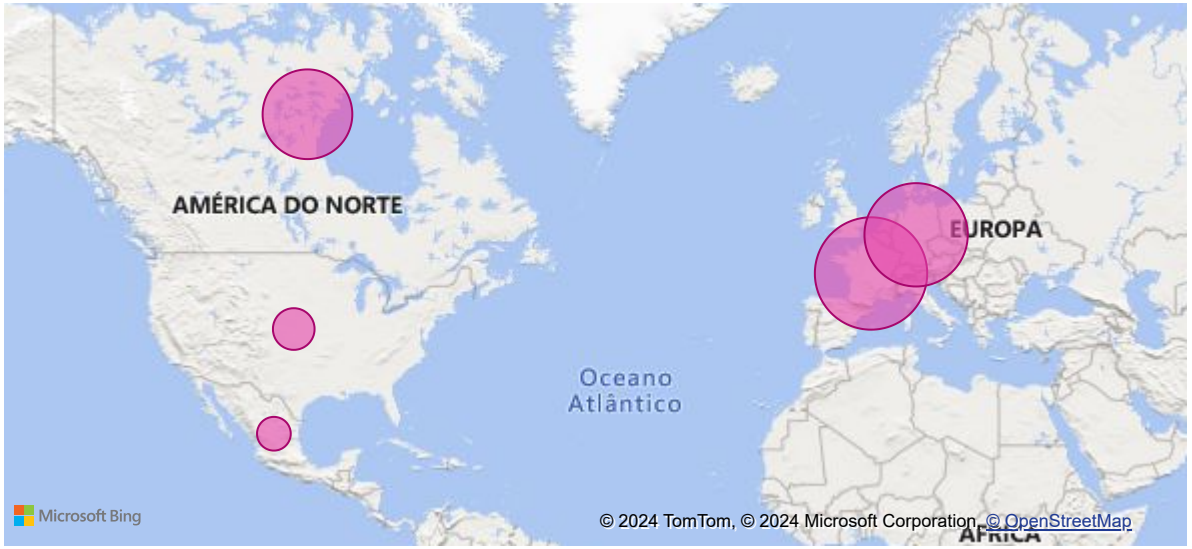 AMÉRICA DO NORTE
EUROPA
Oceano
Atlântico
Microsoft Bing
© 2024 TomTom, © 2024 Microsoft Corporation, © OpenStreetMap
ÁFRICA